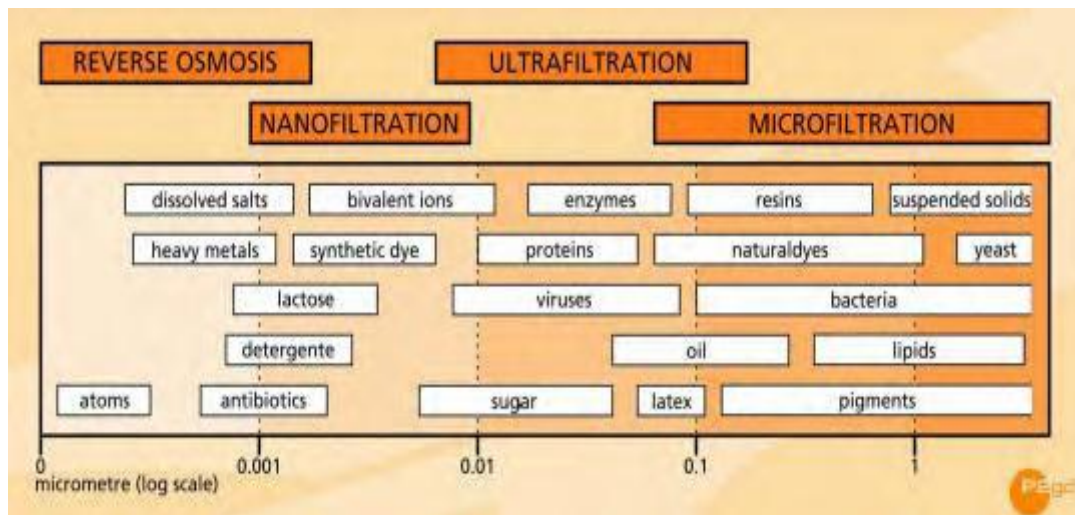 REVERSE OSMOSIS ULTRAFILTRATION
NANOFILTRATION MICROFILTRATION
dissolved salts bivalent ions enzymes resins suspended solids
heavy metals synthetic dye proteins naturaldyes yeast
lactose viruses bacteria
detergente oil lipids
atoms antibiotics sugar latex pigments
0 0.001 0.01 0.1 1
micrometre (log scale)